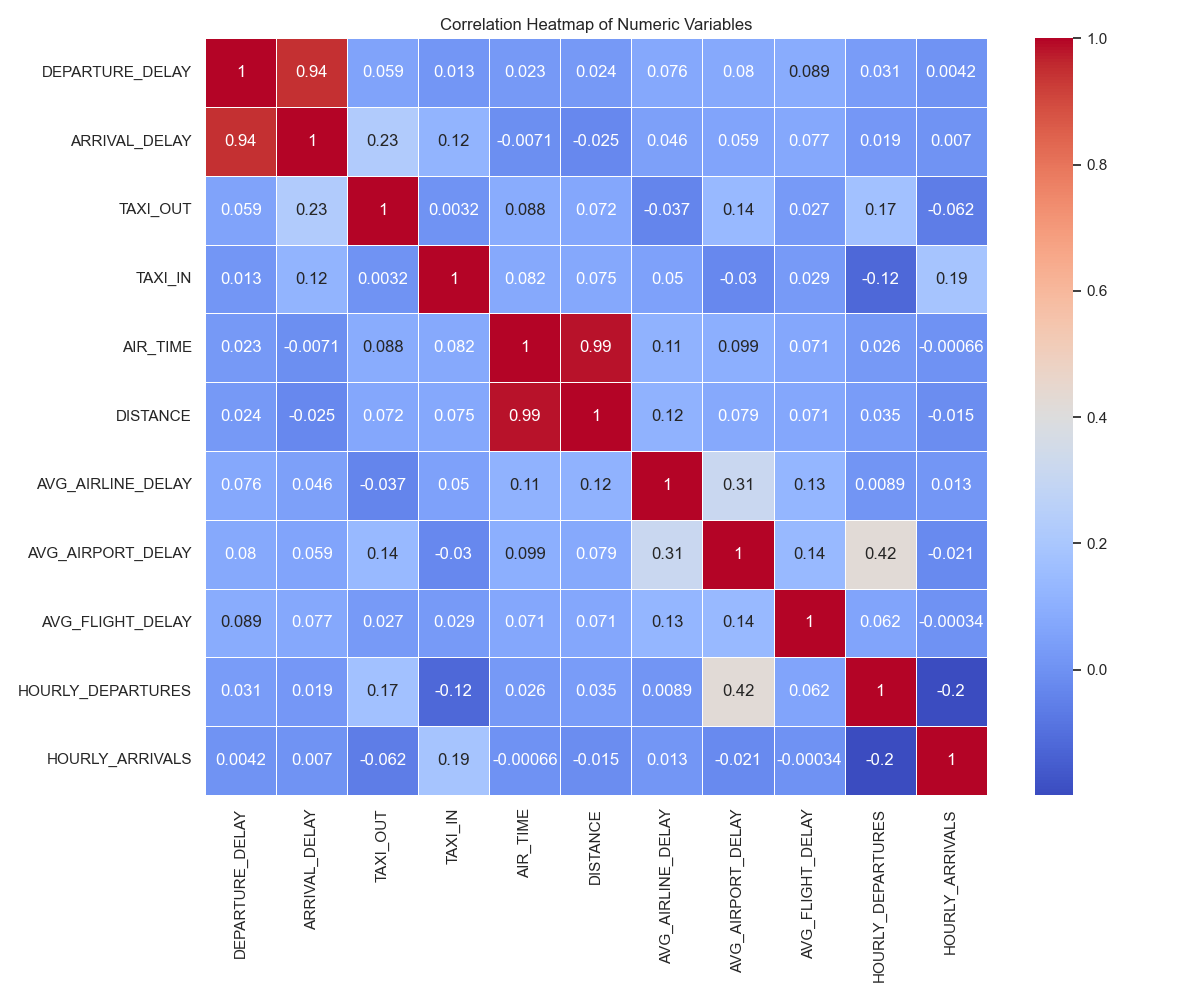 Correlation Heatmap of Numeric Variables
DEPARTURE_DELAY 1 0.94 0.059 0.013 0.023 0.024 0.076 0.08 0.089 0.031 0.0042
ARRIVAL_DELAY 0.94 1 0.23 0.12 -0.0071 -0.025 0.046 0.059 0.077 0.019 0.007
TAXI_OUT 0.059 0.23 1 0.0032 0.088 0.072 -0.037 0.14 0.027 0.17 -0.062
TAXI_IN 0.013 0.12 0.0032 1 0.082 0.075 0.05 -0.03 0.029 -0.12 0.19
AIR_TIME 0.023 -0.0071 0.088 0.082 1 0.99 0.11 0.099 0.071 0.026 -0.00066
DISTANCE 0.024 -0.025 0.072 0.075 0.99 1 0.12 0.079 0.071 0.035 -0.015
AVG_AIRLINE_DELAY 0.076 0.046 -0.037 0.05 0.11 0.12 1 0.31 0.13 0.0089 0.013
AVG_AIRPORT_DELAY 0.08 0.059 0.14 -0.03 0.099 0.079 0.31 1 0.14 0.42 -0.021
AVG_FLIGHT_DELAY 0.089 0.077 0.027 0.029 0.071 0.071 0.13 0.14 1 0.062 -0.00034
HOURLY_DEPARTURES 0.031 0.019 0.17 -0.12 0.026 0.035 0.0089 0.42 0.062 1 -0.2
HOURLY_ARRIVALS 0.0042 0.007 -0.062 0.19 -0.00066 -0.015 0.013 -0.021 -0.00034 -0.2 1
DEPARTURE_DELAY
ARRIVAL_DELAY
TAXI_OUT
TAXI_IN
AIR_TIME
DISTANCE
AVG_AIRLINE_DELAY
AVG_AIRPORT_DELAY
AVG_FLIGHT_DELAY
HOURLY_DEPARTURES
HOURLY_ARRIVALS
1.0
0.8
0.6
0.4
0.2
0.0